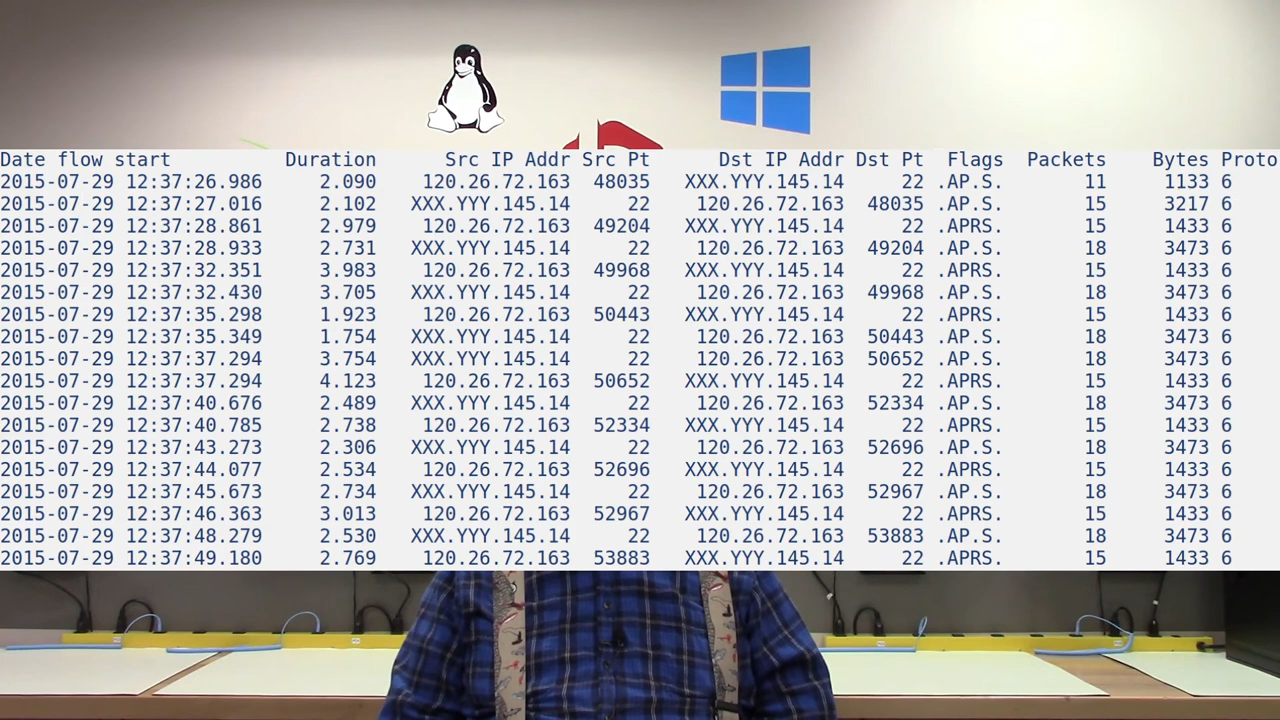 Date flow start Duration Src IP Addr Src Pt Dst IP Addr Dst Pt Flags Packets Bytes Proto
2015-07-29 12:37:26.986 2.090 120.26.72.163 48035 XXX.YYY.145.14 22 .AP.S. 11 1133 6
2015-07-29 12:37:27.016 2.102 XXX.YYY.145.14 22 120.26.72.163 48035 .AP.S. 15 3217 6
2015-07-29 12:37:28.861 2.979 120.26.72.163 49204 XXX.YYY.145.14 22 .APRS. 15 1433 6
2015-07-29 12:37:28.933 2.731 XXX.YYY.145.14 22 120.26.72.163 49204 .AP.S. 18 3473 6
2015-07-29 12:37:32.351 3.983 120.26.72.163 49968 XXX.YYY.145.14 22 .APRS. 15 1433 6
2015-07-29 12:37:32.430 3.705 XXX.YYY.145.14 22 120.26.72.163 49968 .AP.S. 18 3473 6
2015-07-29 12:37:35.298 1.923 120.26.72.163 50443 XXX.YYY.145.14 22 .APRS. 15 1433 6
2015-07-29 12:37:35.349 1.754 XXX.YYY.145.14 22 120.26.72.163 50443 .AP.S. 18 3473 6
2015-07-29 12:37:37.294 3.754 XXX.YYY.145.14 22 120.26.72.163 50652 .AP.S. 18 3473 6
2015-07-29 12:37:37.294 4.123 120.26.72.163 50652 XXX.YYY.145.14 22 .APRS. 15 1433 6
2015-07-29 12:37:40.676 2.489 XXX.YYY.145.14 22 120.26.72.163 52334 .AP.S. 18 3473 6
2015-07-29 12:37:40.785 2.738 120.26.72.163 52334 XXX.YYY.145.14 22 .APRS. 15 1433 6
2015-07-29 12:37:43.273 2.306 XXX.YYY.145.14 22 120.26.72.163 52696 .AP.S. 18 3473 6
2015-07-29 12:37:44.077 2.534 120.26.72.163 52696 XXX.YYY.145.14 22 .APRS. 15 1433 6
2015-07-29 12:37:45.673 2.734 XXX.YYY.145.14 22 120.26.72.163 52967 .AP.S. 18 3473 6
2015-07-29 12:37:46.363 3.013 120.26.72.163 52967 XXX.YYY.145.14 22 .APRS. 15 1433 6
2015-07-29 12:37:48.279 2.530 XXX.YYY.145.14 22 120.26.72.163 53883 .AP.S. 18 3473 6
2015-07-29 12:37:49.180 2.769 120.26.72.163 53883 XXX.YYY.145.14 22 .APRS. 15 1433 6